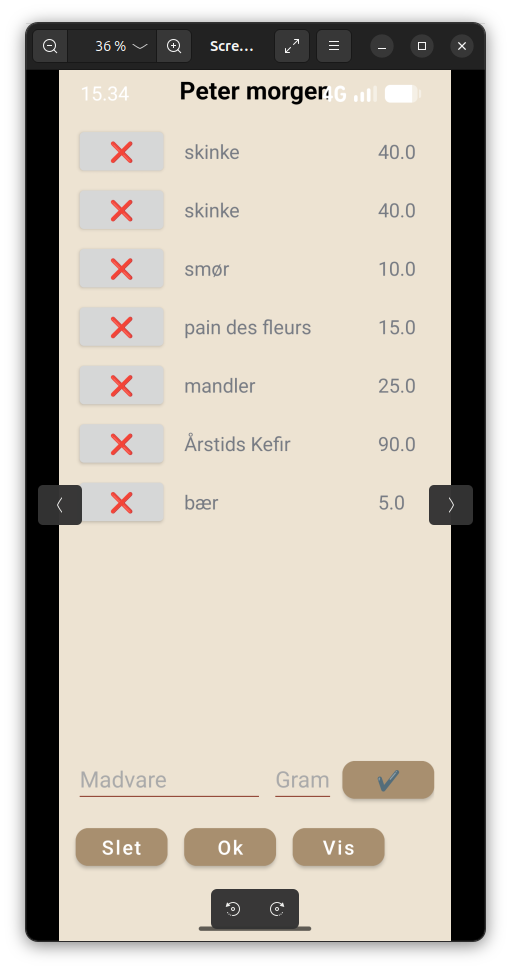 36 % Scre...
15.34 Peter morgen 4G
skinke 40.0
skinke 40.0
smør 10.0
pain des fleurs 15.0
mandler 25.0
Årstids Kefir 90.0
bær 5.0
Madvare Gram
Slet Ok Vis